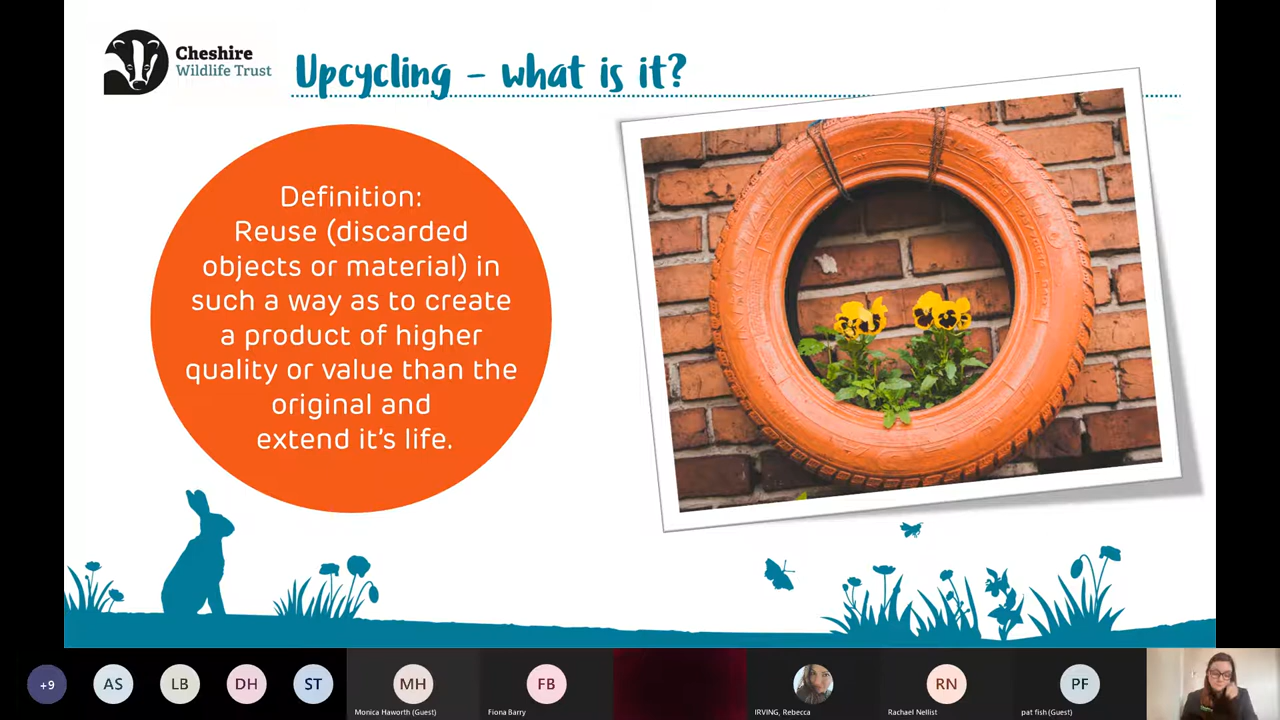 Cheshire
Wildlife Trust
Upcycling - what is it?
Definition:
Reuse (discarded
objects or material) in
such a way as to create
a product of higher
quality or value than the
original and
extend it's life.
+9
AS
LB
DH
ST
MH
FB
RN
PF
Monica Haworth (Guest)
Fiona Barry
IRVING, Rebecca
Rachael Nellist
pat fish (Guest)